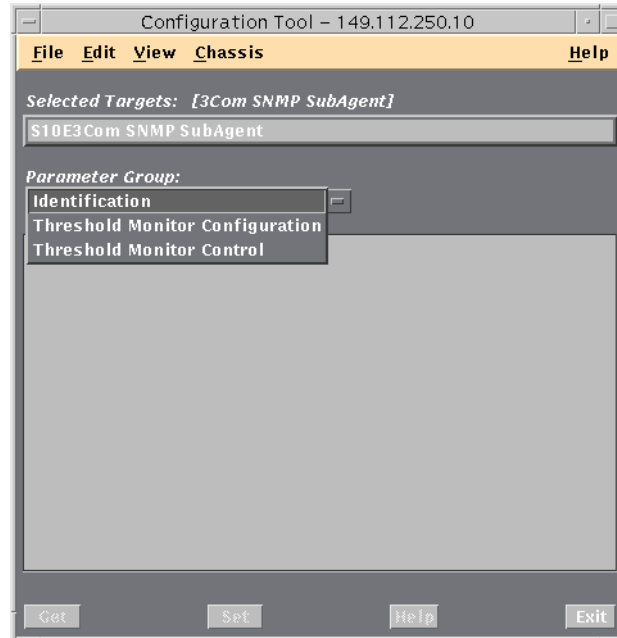 Configuration Tool – 149.112.250.10
File Edit View Chassis Help
Selected Targets: [3Com SNMP SubAgent]
S10E3Com SNMP SubAgent
Parameter Group:
Identification
Threshold Monitor Configuration
Threshold Monitor Control
Get Set Help Exit